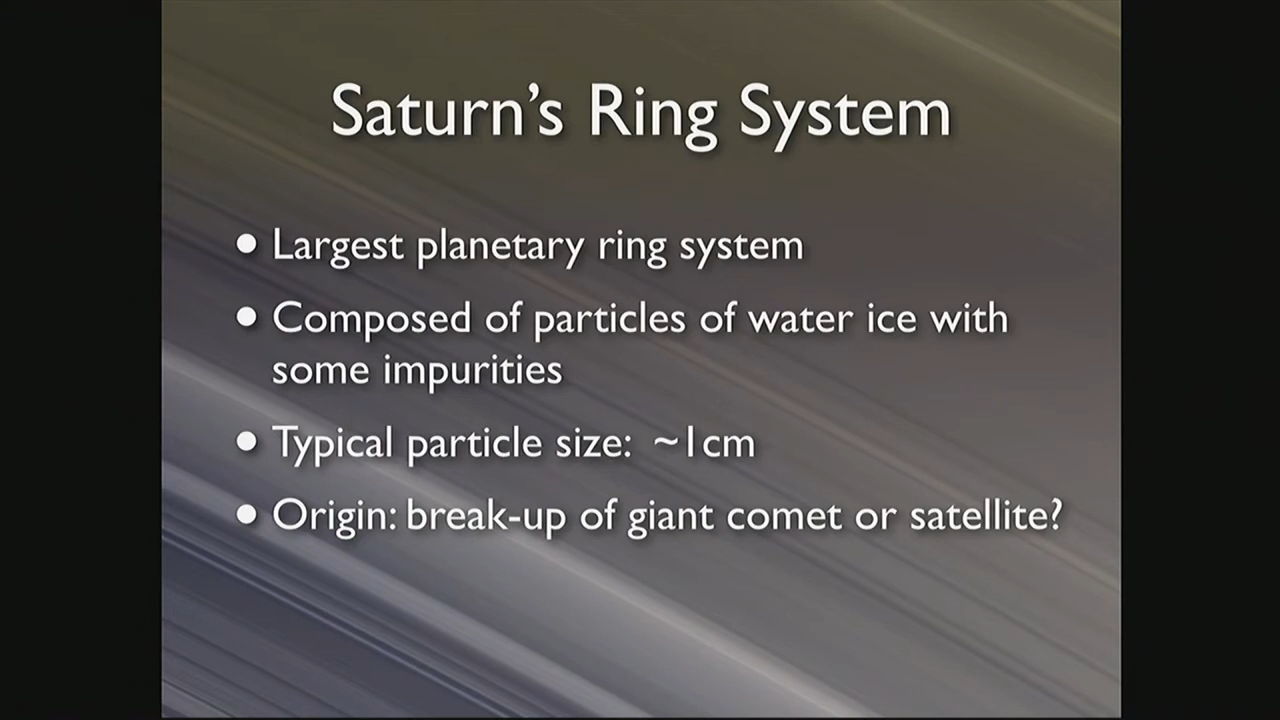 Saturn’s Ring System
• Largest planetary ring system
• Composed of particles of water ice with
some impurities
• Typical particle size: ~1cm
• Origin: break-up of giant comet or satellite?